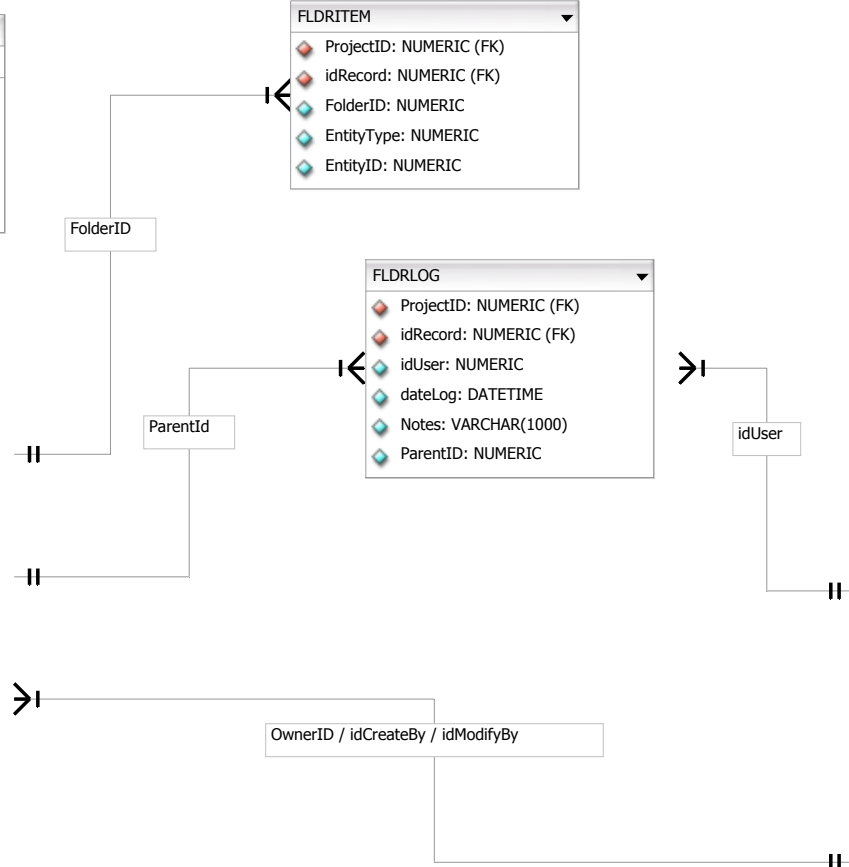 FLDRITEM
ProjectID: NUMERIC (FK)
idRecord: NUMERIC (FK)
FolderID: NUMERIC
EntityType: NUMERIC
EntityID: NUMERIC
FolderID
FLDRLOG
ProjectID: NUMERIC (FK)
idRecord: NUMERIC (FK)
idUser: NUMERIC
dateLog: DATETIME
Notes: VARCHAR(1000)
ParentID: NUMERIC
ParentId
idUser
OwnerID / idCreateBy / idModifyBy